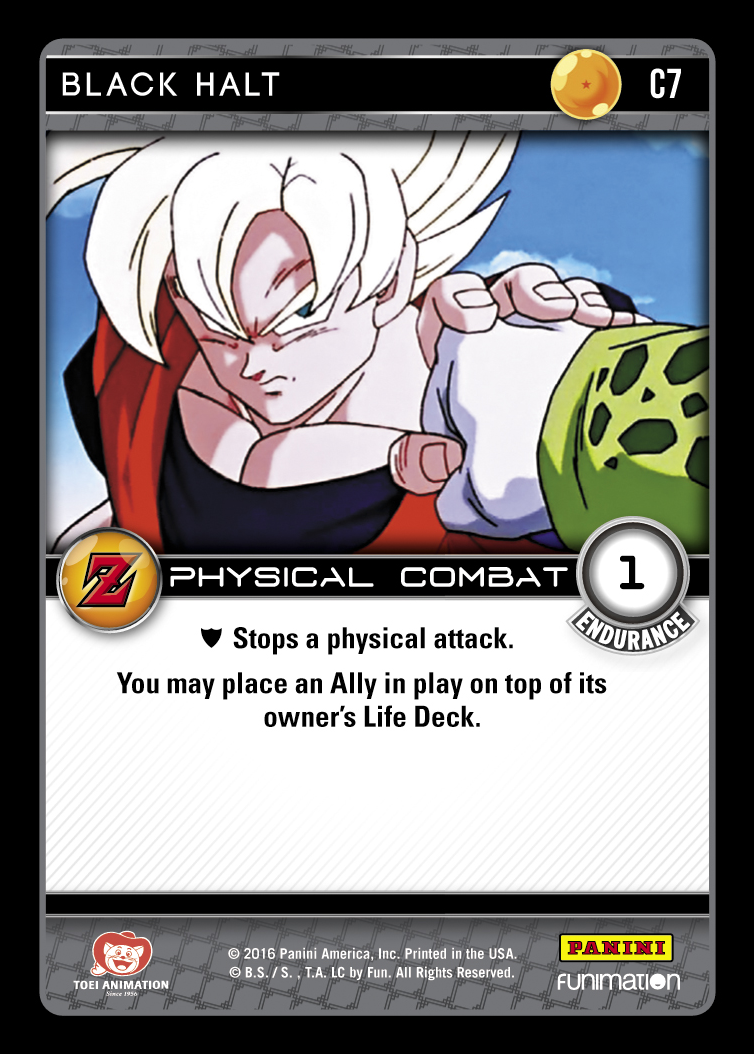 BLACK HALT
C7
Z
PHYSICAL COMBAT
1
ENDURANCE
Stops a physical attack.
You may place an Ally in play on top of its
owner's Life Deck.
TOEI ANIMATION
Since 1956
© 2016 Panini America, Inc. Printed in the USA.
© B.S. / S. , T.A. LC by Fun. All Rights Reserved.
PANINI
FUNIMATION